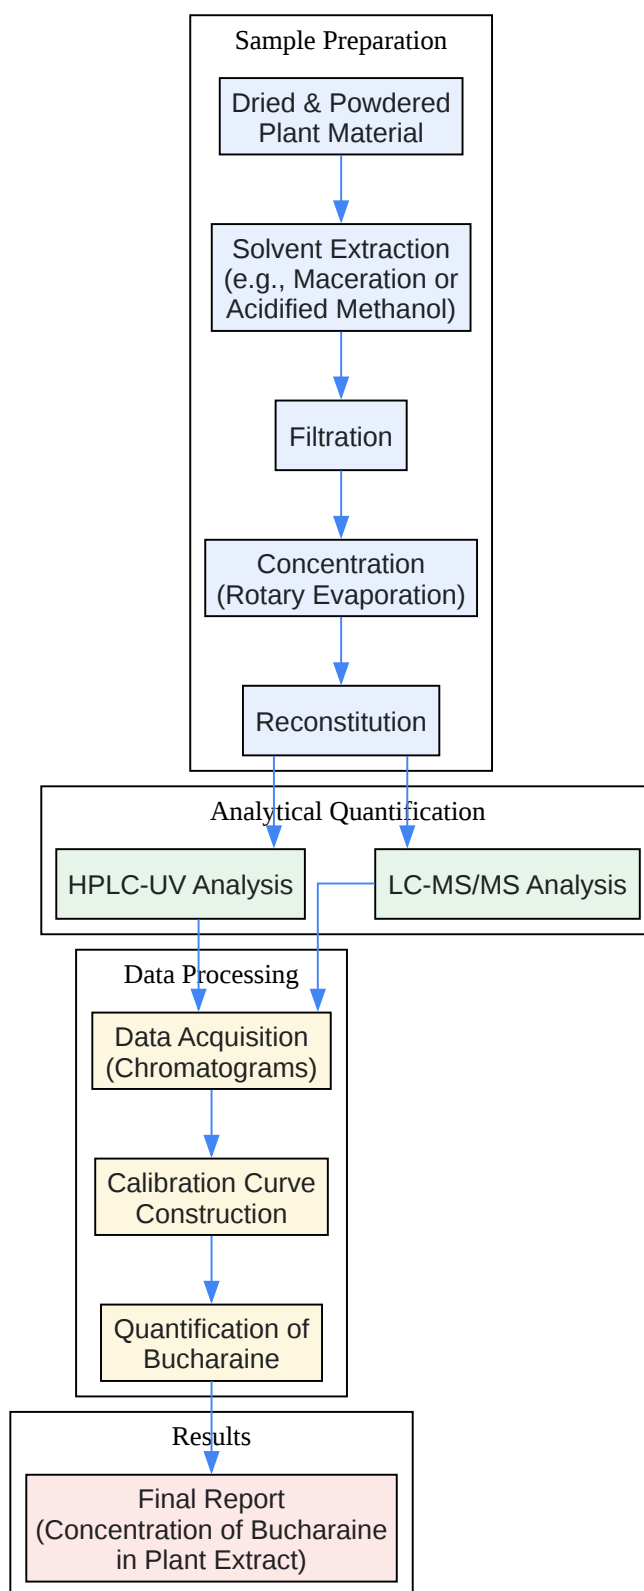 Sample Preparation
Dried & Powdered
Plant Material
Solvent Extraction
(e.g., Maceration or
Acidified Methanol)
Filtration
Concentration
(Rotary Evaporation)
Reconstitution
Analytical Quantification
HPLC-UV Analysis
LC-MS/MS Analysis
Data Processing
Data Acquisition
(Chromatograms)
Calibration Curve
Construction
Quantification of
Bucharaine
Results
Final Report
(Concentration of Bucharaine
in Plant Extract)